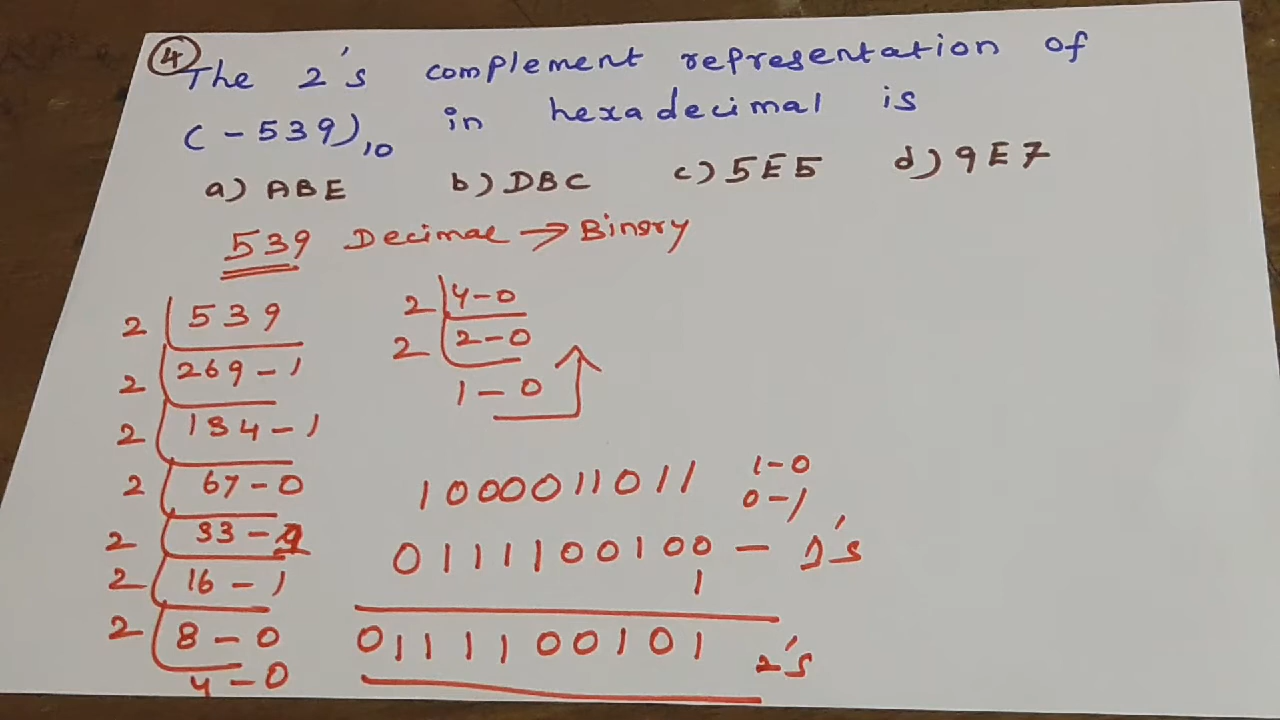 ④ The 2's complement representation of
(-539)₁₀ in hexadecimal is
a) ABE b) DBC c) 5E5 d) 9E7
539 Decimal → Binary
2 539
2 269-1
2 134-1
2 67-0
2 33-1
2 16-1
2 8-0
4-0
2 4-0
2 2-0
1-0
1000011011 1-0
0-1
0111100100 - 1's
1
0111100101 2's